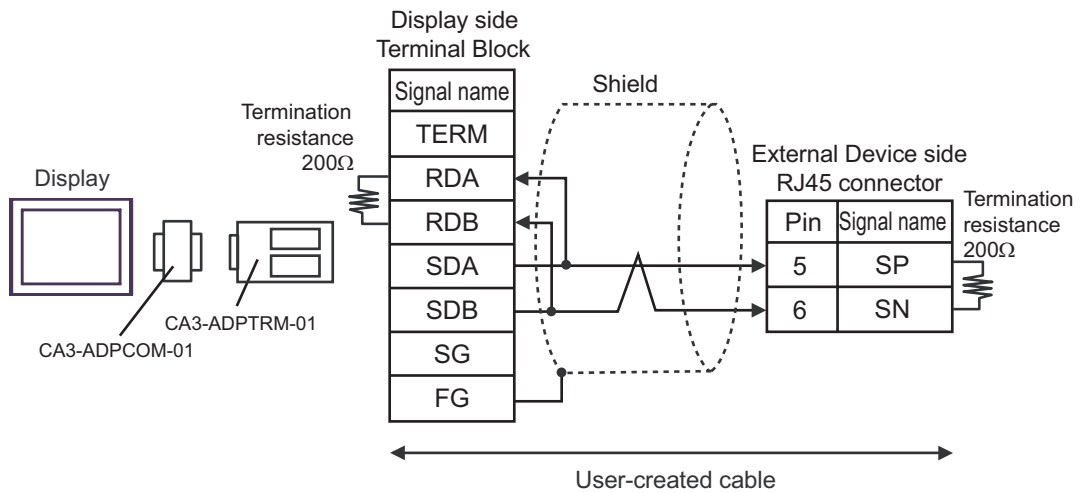 Display side
Terminal Block
Signal name
TERM
RDA
RDB
SDA
SDB
SG
FG
Termination
resistance
200Ω
Display
CA3-ADPTRM-01
CA3-ADPCOM-01
Shield
External Device side
RJ45 connector
Pin Signal name
5 SP
6 SN
Termination
resistance
200Ω
User-created cable